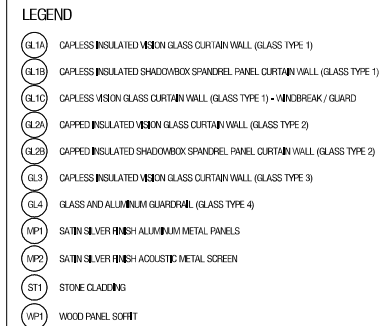 LEGEND
GL1A CAPLESS INSULATED VISION GLASS CURTAIN WALL (GLASS TYPE 1)
GL1B CAPLESS INSULATED SHADOWBOX SPANDREL PANEL CURTAIN WALL (GLASS TYPE 1)
GL1C CAPLESS VISION GLASS CURTAIN WALL (GLASS TYPE 1) - WINDBREAK / GUARD
GL2A CAPPED INSULATED VISION GLASS CURTAIN WALL (GLASS TYPE 2)
GL2B CAPPED INSULATED SHADOWBOX SPANDREL PANEL CURTAIN WALL (GLASS TYPE 2)
GL3 CAPLESS INSULATED VISION GLASS CURTAIN WALL (GLASS TYPE 3)
GL4 GLASS AND ALUMINUM GUARDRAIL (GLASS TYPE 4)
MP1 SATIN SILVER FINISH ALUMINUM METAL PANELS
MP2 SATIN SILVER FINISH ACOUSTIC METAL SCREEN
ST1 STONE CLADDING
WP1 WOOD PANEL SOFFIT